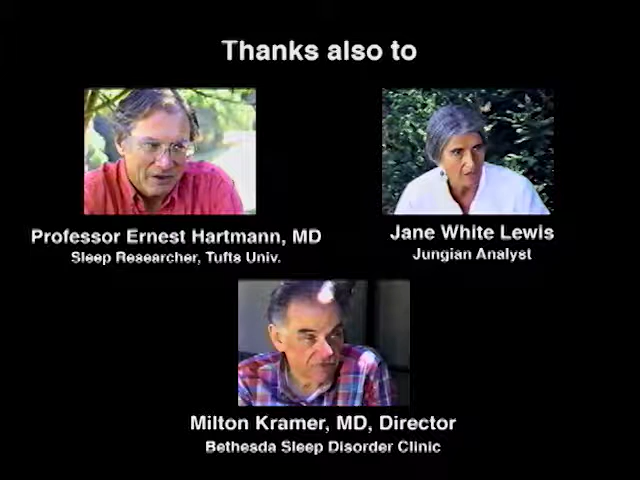 Thanks also to
Professor Ernest Hartmann, MD
Sleep Researcher, Tufts Univ.
Jane White Lewis
Jungian Analyst
Milton Kramer, MD, Director
Bethesda Sleep Disorder Clinic